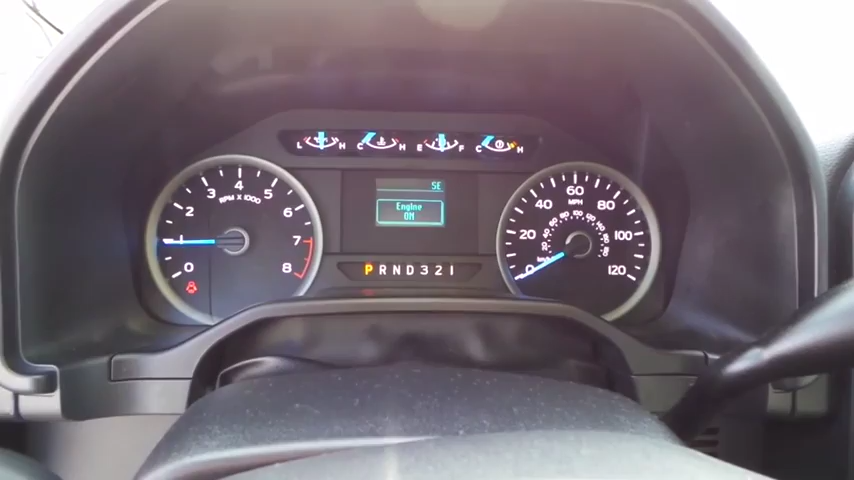 L H C H E F C H
SE
Engine
ON
0 1 2 3 4 5 6 7 8
RPM X 1000
0 20 40 60 80 100 120
MPH
km/h
P R N D 3 2 1